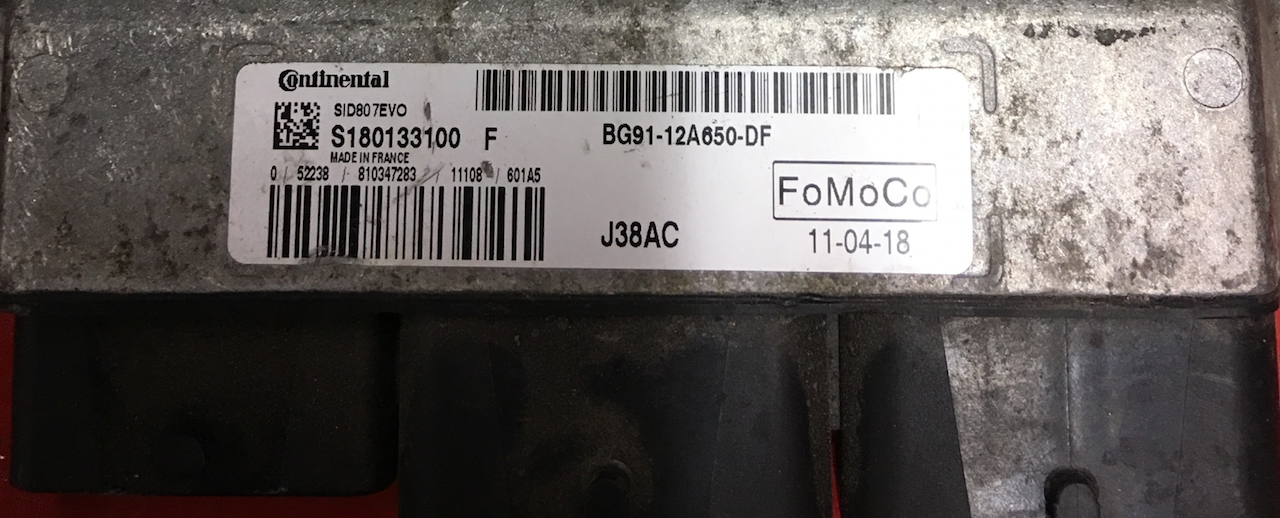 Continental
SID807EVO
S180133100 F
BG91-12A650-DF
MADE IN FRANCE
0 / 52238 / 810347283 / 11108 / 601A5
FoMoCo
J38AC
11-04-18